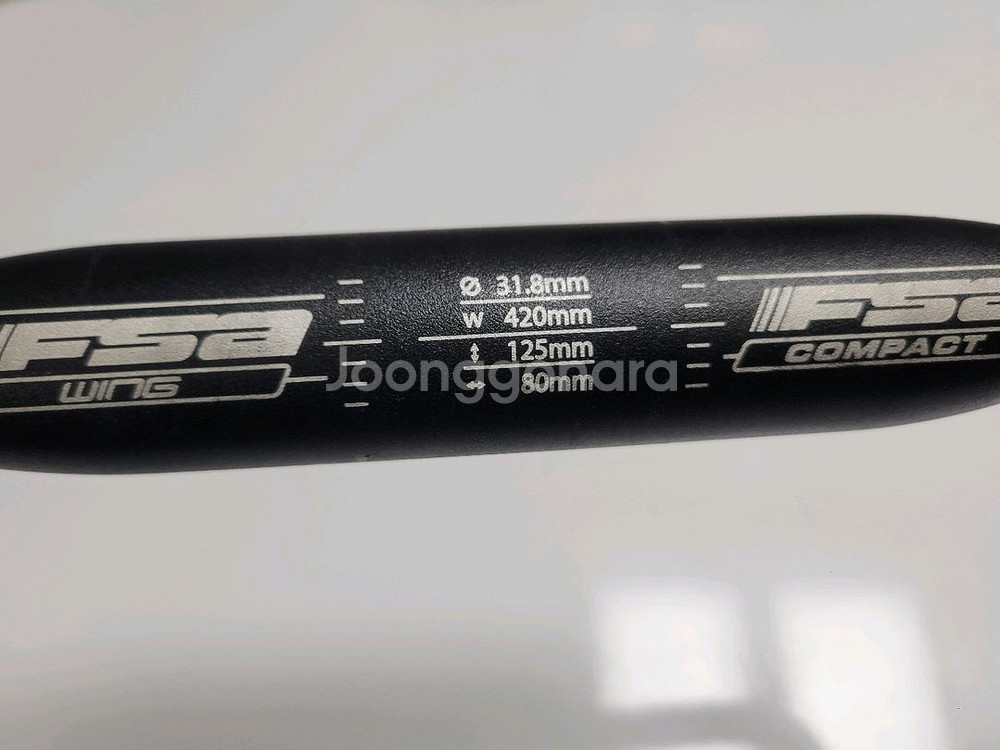 FSA
WING
Ø 31.8mm
W 420mm
↕ 125mm
↔ 80mm
FSA
COMPACT
Joonggonara